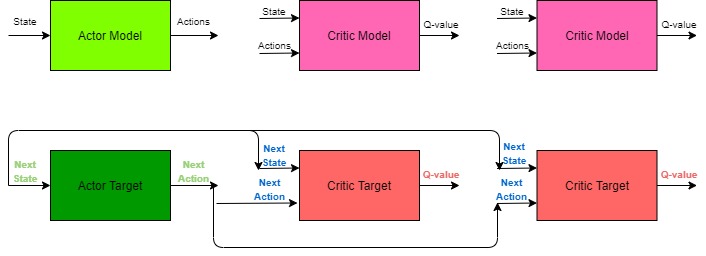 State
Actor Model
Actions
State
Actions
Critic Model
Q-value
State
Actions
Critic Model
Q-value
Next
State
Actor Target
Next
Action
Next
State
Next
Action
Critic Target
Q-value
Next
State
Next
Action
Critic Target
Q-value